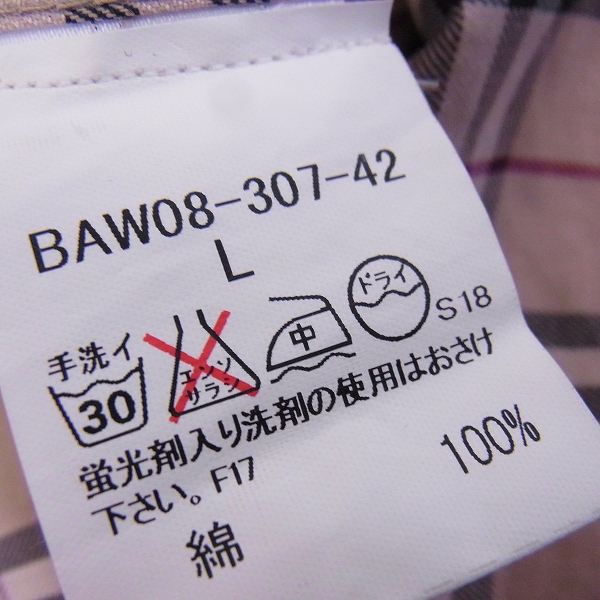 BAW08-307-42
L
手洗イ
30
エンソ
サラシ
中
ドライ
S18
蛍光剤入り洗剤の使用はおさけ
下さい。F17
綿
100%